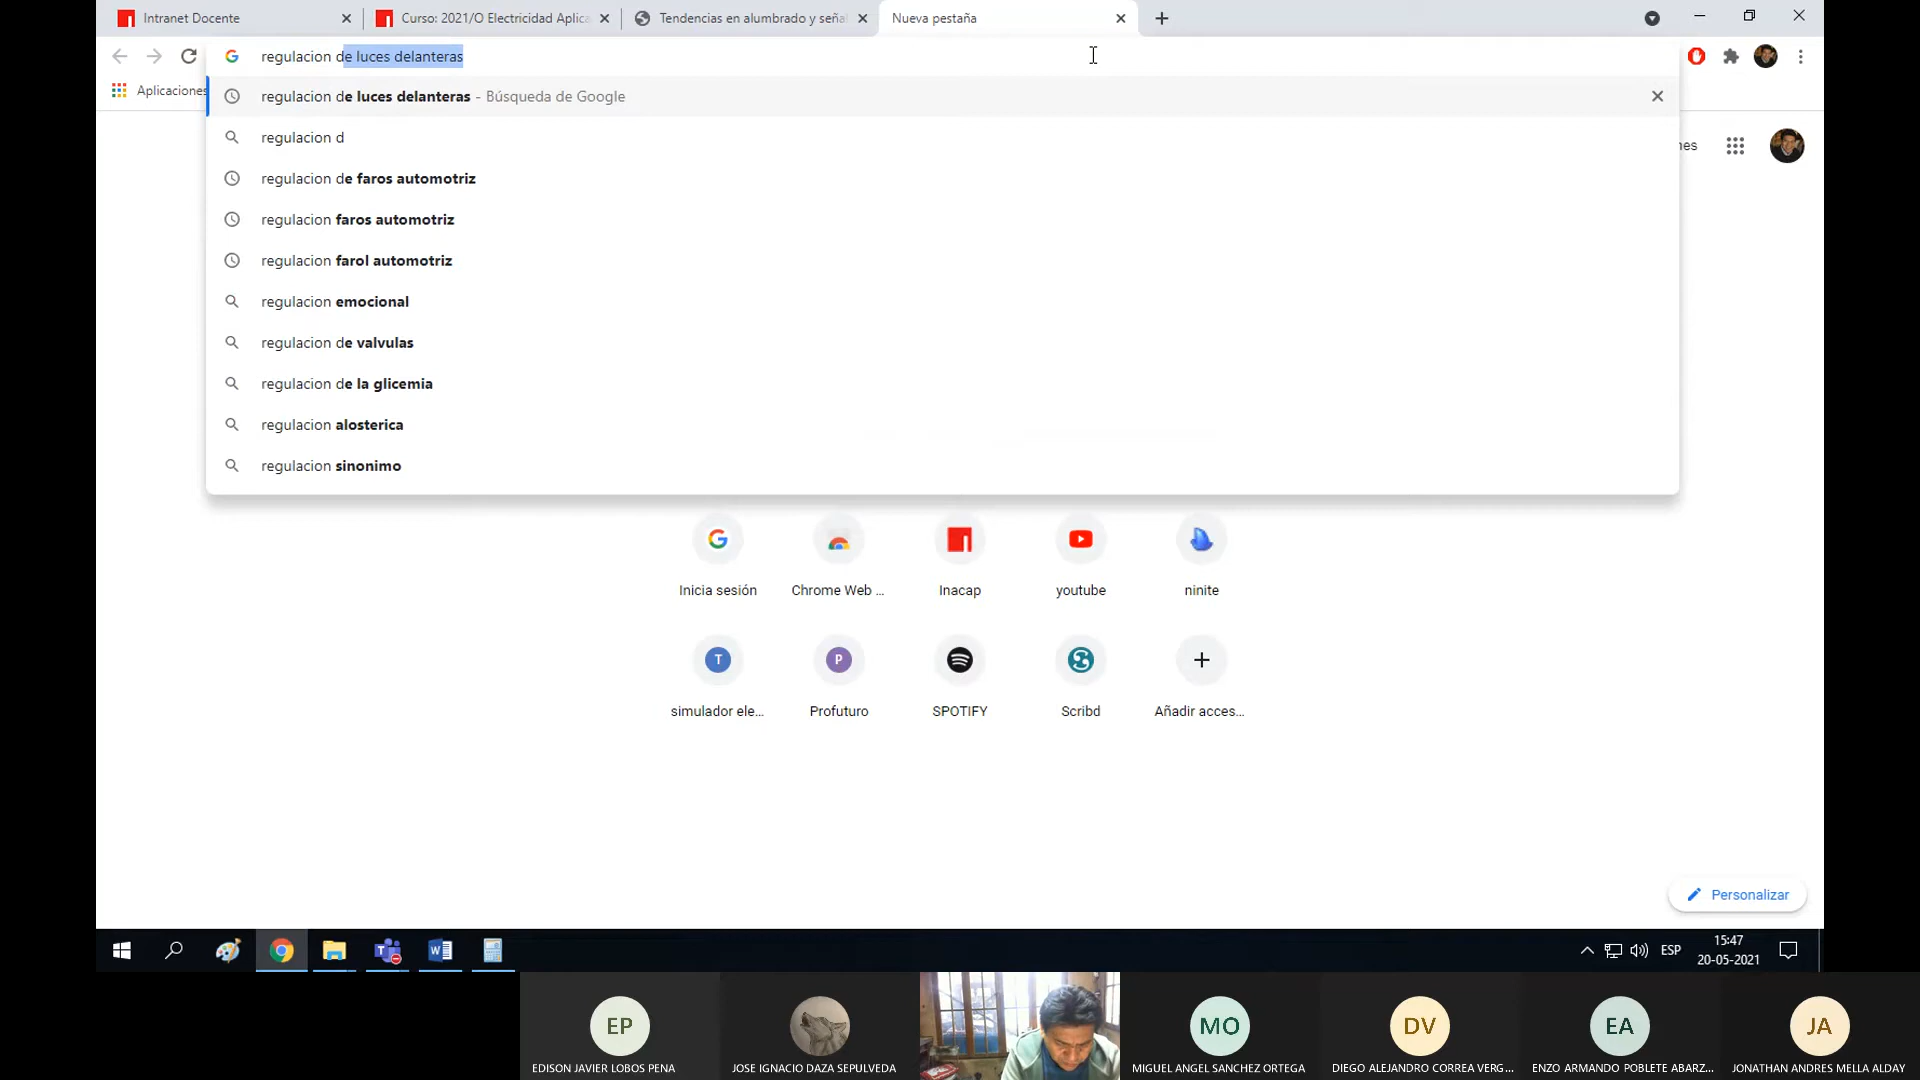 Intranet Docente
Curso: 2021/O Electricidad Aplica
Tendencias en alumbrado y seña
Nueva pestaña
regulacion de luces delanteras
Aplicaciones
regulacion de luces delanteras - Búsqueda de Google
regulacion d
nes
regulacion de faros automotriz
regulacion faros automotriz
regulacion farol automotriz
regulacion emocional
regulacion de valvulas
regulacion de la glicemia
regulacion alosterica
regulacion sinonimo
Inicia sesión
Chrome Web ...
Inacap
youtube
ninite
T
P
simulador ele...
Profuturo
SPOTIFY
Scribd
Añadir acces...
Personalizar
ESP
15:47
20-05-2021
EP
MO
DV
EA
JA
EDISON JAVIER LOBOS PENA
JOSE IGNACIO DAZA SEPULVEDA
MIGUEL ANGEL SANCHEZ ORTEGA
DIEGO ALEJANDRO CORREA VERG...
ENZO ARMANDO POBLETE ABARZ...
JONATHAN ANDRES MELLA ALDAY